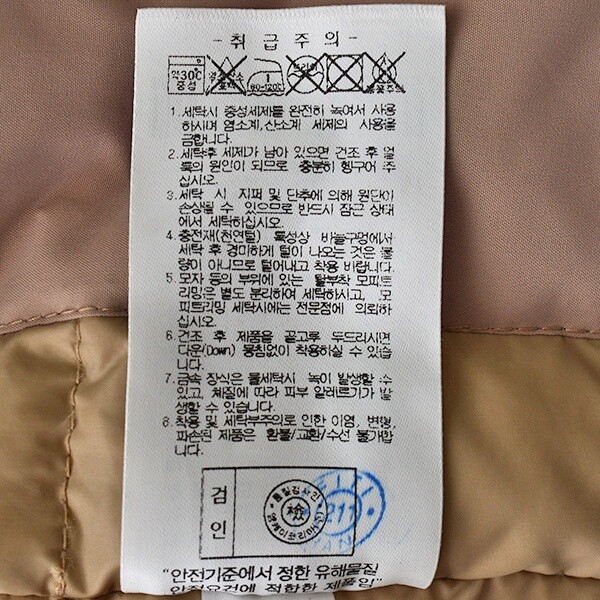 - 취급주의 -
약30℃
중성
80~120℃
1. 세탁시 중성세제를 완전히 녹여서 사용
하시며 염소계,산소계 세제의 사용을
금합니다.
2. 세탁후 세제가 남아 있으면 건조 후 얼
룩의 원인이 되므로 충분히 헹구어 주
십시오.
3. 세탁 시 지퍼 및 단추에 의해 원단이
손상될 수 있으므로 반드시 잠근 상태
에서 세탁하십시오.
4. 충전재(천연털) 특성상 바늘구멍에서
세탁 후 경미하게 털이 나오는 것은 불
량이 아니므로 털어내고 착용 바랍니다.
5. 모자 등의 부위에 있는 탈부착 모피트
리밍은 별도 분리하여 세탁하시고, 모
피트리밍 세탁시에는 전문점에 의뢰하
십시오.
6. 건조 후 제품을 골고루 두드리시면
다운(Down) 뭉침없이 착용하실 수 있습
니다.
7. 금속 장식은 물세탁시 녹이 발생할 수
있고, 체질에 따라 피부 알레르기가 발
생할 수 있습니다.
8. 착용 및 세탁부주의로 인한 이염, 변형,
파손된 제품은 환불/교환/수선 불가합
니다.
검
인
檢
211
"안전기준에서 정한 유해물질
안전요건에 적합한 제품임"